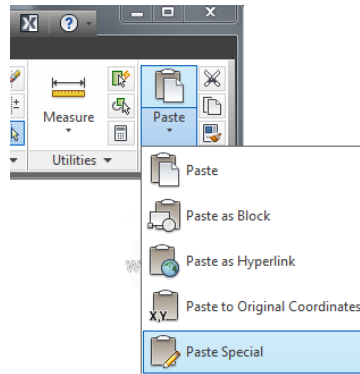 Measure
Paste
Utilities
Paste
Paste as Block
Paste as Hyperlink
X,Y
Paste to Original Coordinates
Paste Special